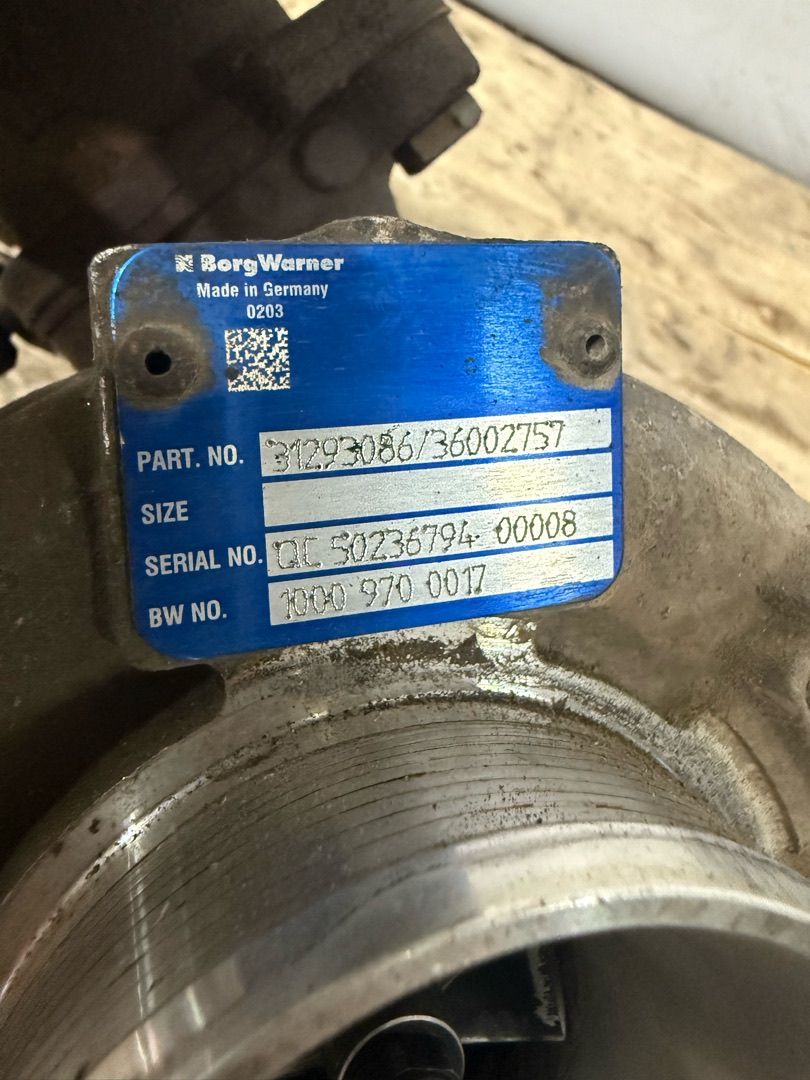 BorgWarner
Made in Germany
0203
PART. NO. 31293086/36002757
SIZE
SERIAL NO. QC S0236794 00008
BW NO. 1000 970 0017